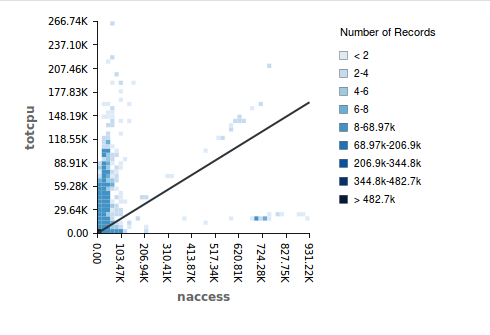 266.74K
237.10K
207.46K
177.83K
148.19K
118.55K
88.91K
59.28K
29.64K
0.00
totcpu
0.00
103.47K
206.94K
310.41K
413.87K
517.34K
620.81K
724.28K
827.75K
931.22K
naccess
Number of Records
< 2
2-4
4-6
6-8
8-68.97k
68.97k-206.9k
206.9k-344.8k
344.8k-482.7k
> 482.7k